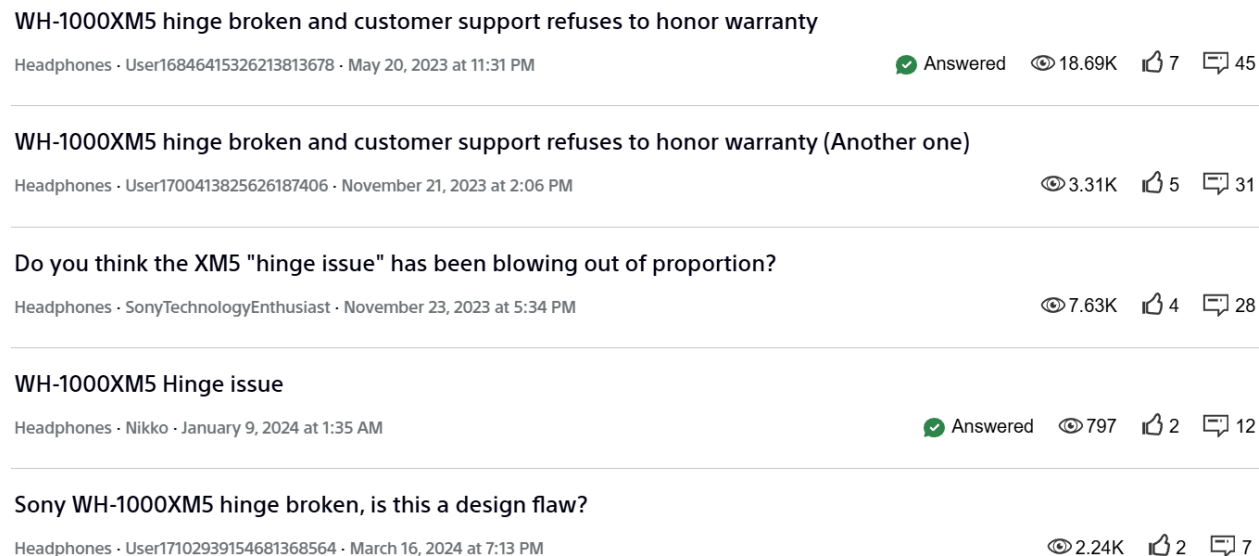 WH-1000XM5 hinge broken and customer support refuses to honor warranty
Headphones · User16846415326213813678 · May 20, 2023 at 11:31 PM Answered 18.69K 7 45
WH-1000XM5 hinge broken and customer support refuses to honor warranty (Another one)
Headphones · User1700413825626187406 · November 21, 2023 at 2:06 PM 3.31K 5 31
Do you think the XM5 "hinge issue" has been blowing out of proportion?
Headphones · SonyTechnologyEnthusiast · November 23, 2023 at 5:34 PM 7.63K 4 28
WH-1000XM5 Hinge issue
Headphones · Nikko · January 9, 2024 at 1:35 AM Answered 797 2 12
Sony WH-1000XM5 hinge broken, is this a design flaw?
Headphones · User17102939154681368564 · March 16, 2024 at 7:13 PM 2.24K 2 7